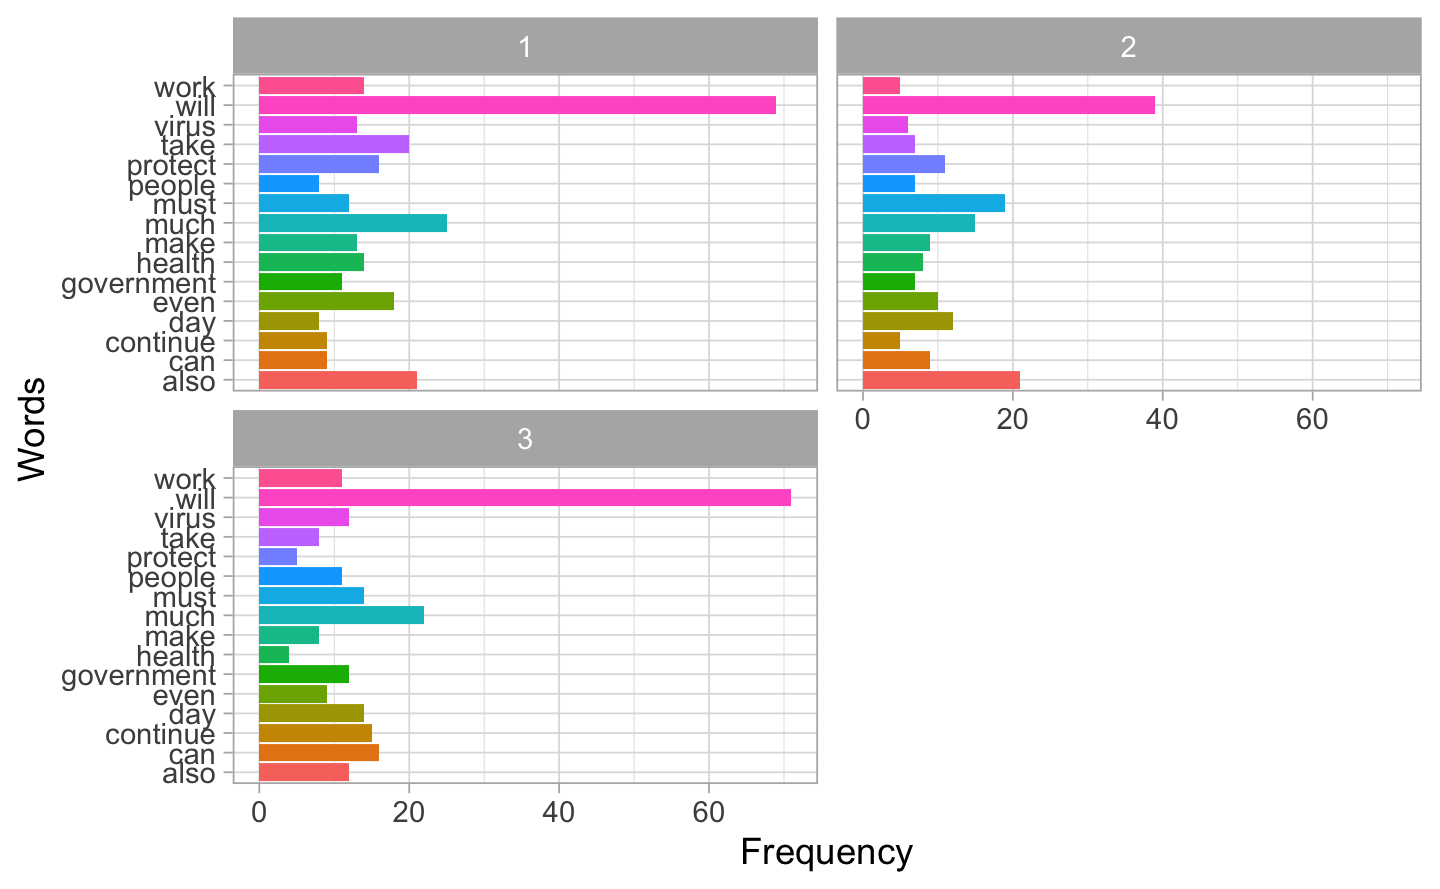 1
2
work
will
virus
take
protect
people
must
much
make
health
government
even
day
continue
can
also
0 20 40 60
3
work
will
virus
take
protect
people
must
much
make
health
government
even
day
continue
can
also
0 20 40 60
Words
Frequency